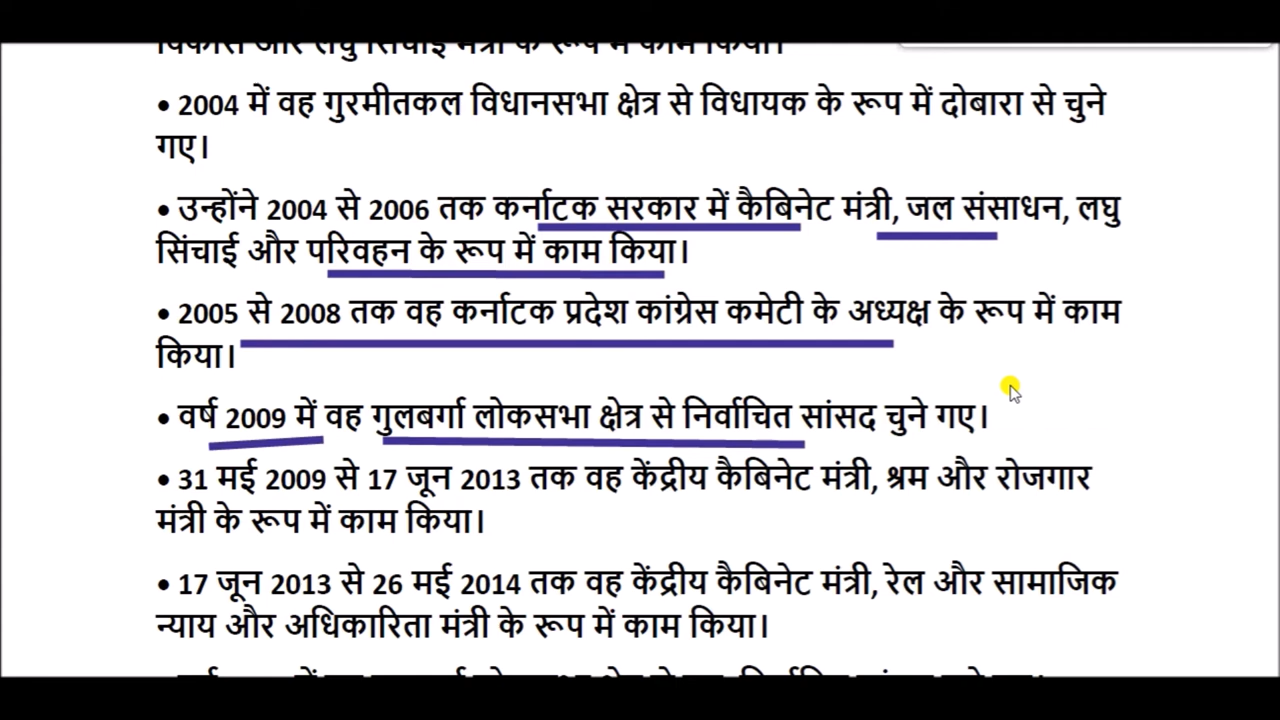 विकास और लघु सिंचाई मंत्री के रूप में काम किया।
• 2004 में वह गुरमीतकल विधानसभा क्षेत्र से विधायक के रूप में दोबारा से चुने
गए।
• उन्होंने 2004 से 2006 तक कर्नाटक सरकार में कैबिनेट मंत्री, जल संसाधन, लघु
सिंचाई और परिवहन के रूप में काम किया।
• 2005 से 2008 तक वह कर्नाटक प्रदेश कांग्रेस कमेटी के अध्यक्ष के रूप में काम
किया।
• वर्ष 2009 में वह गुलबर्गा लोकसभा क्षेत्र से निर्वाचित सांसद चुने गए।
• 31 मई 2009 से 17 जून 2013 तक वह केंद्रीय कैबिनेट मंत्री, श्रम और रोजगार
मंत्री के रूप में काम किया।
• 17 जून 2013 से 26 मई 2014 तक वह केंद्रीय कैबिनेट मंत्री, रेल और सामाजिक
न्याय और अधिकारिता मंत्री के रूप में काम किया।